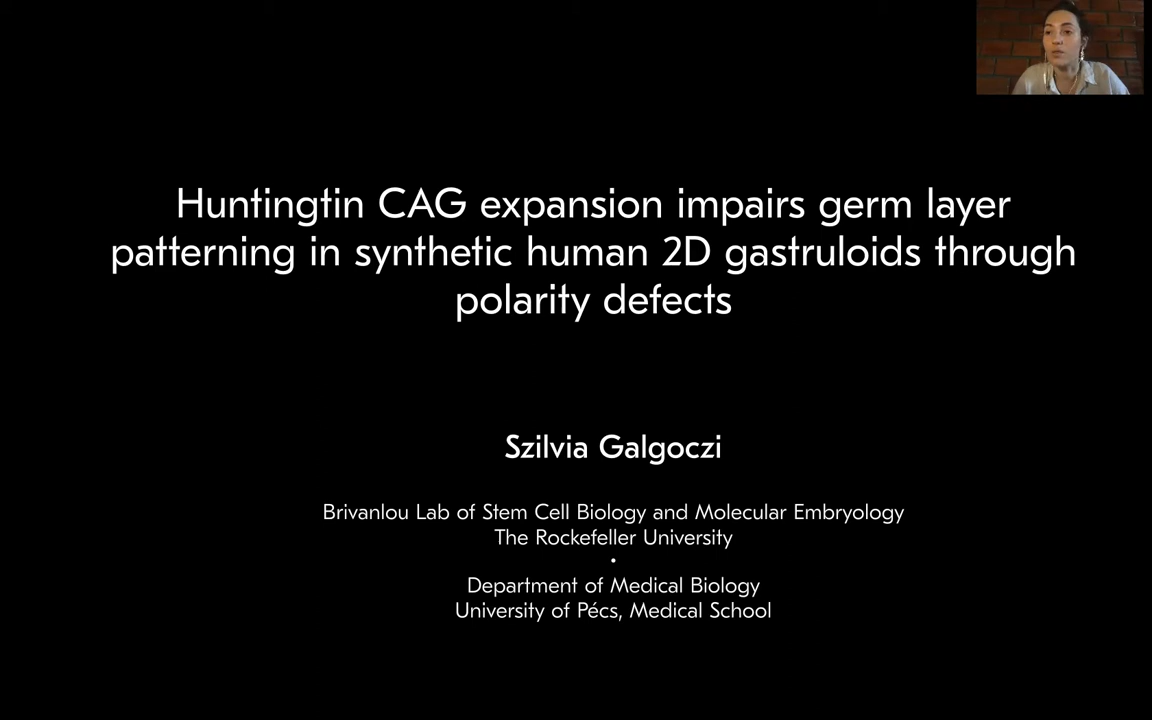 Huntingtin CAG expansion impairs germ layer
patterning in synthetic human 2D gastruloids through
polarity defects
Szilvia Galgoczi
Brivanlou Lab of Stem Cell Biology and Molecular Embryology
The Rockefeller University
•
Department of Medical Biology
University of Pécs, Medical School